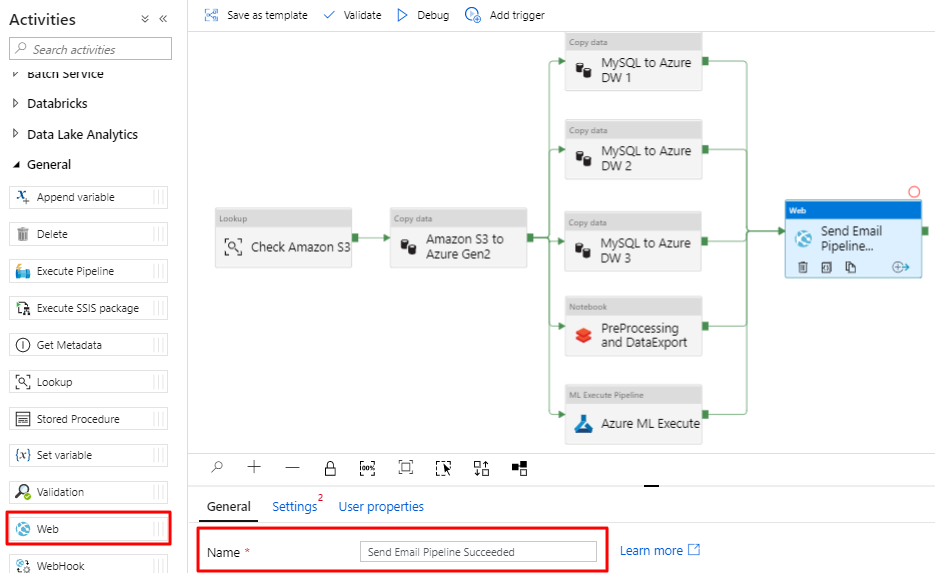 Activities
Search activities
Batch Service
Databricks
Data Lake Analytics
General
Append variable
Delete
Execute Pipeline
Execute SSIS package
Get Metadata
Lookup
Stored Procedure
{x} Set variable
Validation
Web
WebHook
Save as template
Validate
Debug
Add trigger
Lookup
Check Amazon S3
Copy data
Amazon S3 to
Azure Gen2
Copy data
MySQL to Azure
DW 1
Copy data
MySQL to Azure
DW 2
Copy data
MySQL to Azure
DW 3
Notebook
PreProcessing
and DataExport
ML Execute Pipeline
Azure ML Execute
Web
Send Email
Pipeline...
100%
General
Settings 2
User properties
Name *
Send Email Pipeline Succeeded
Learn more